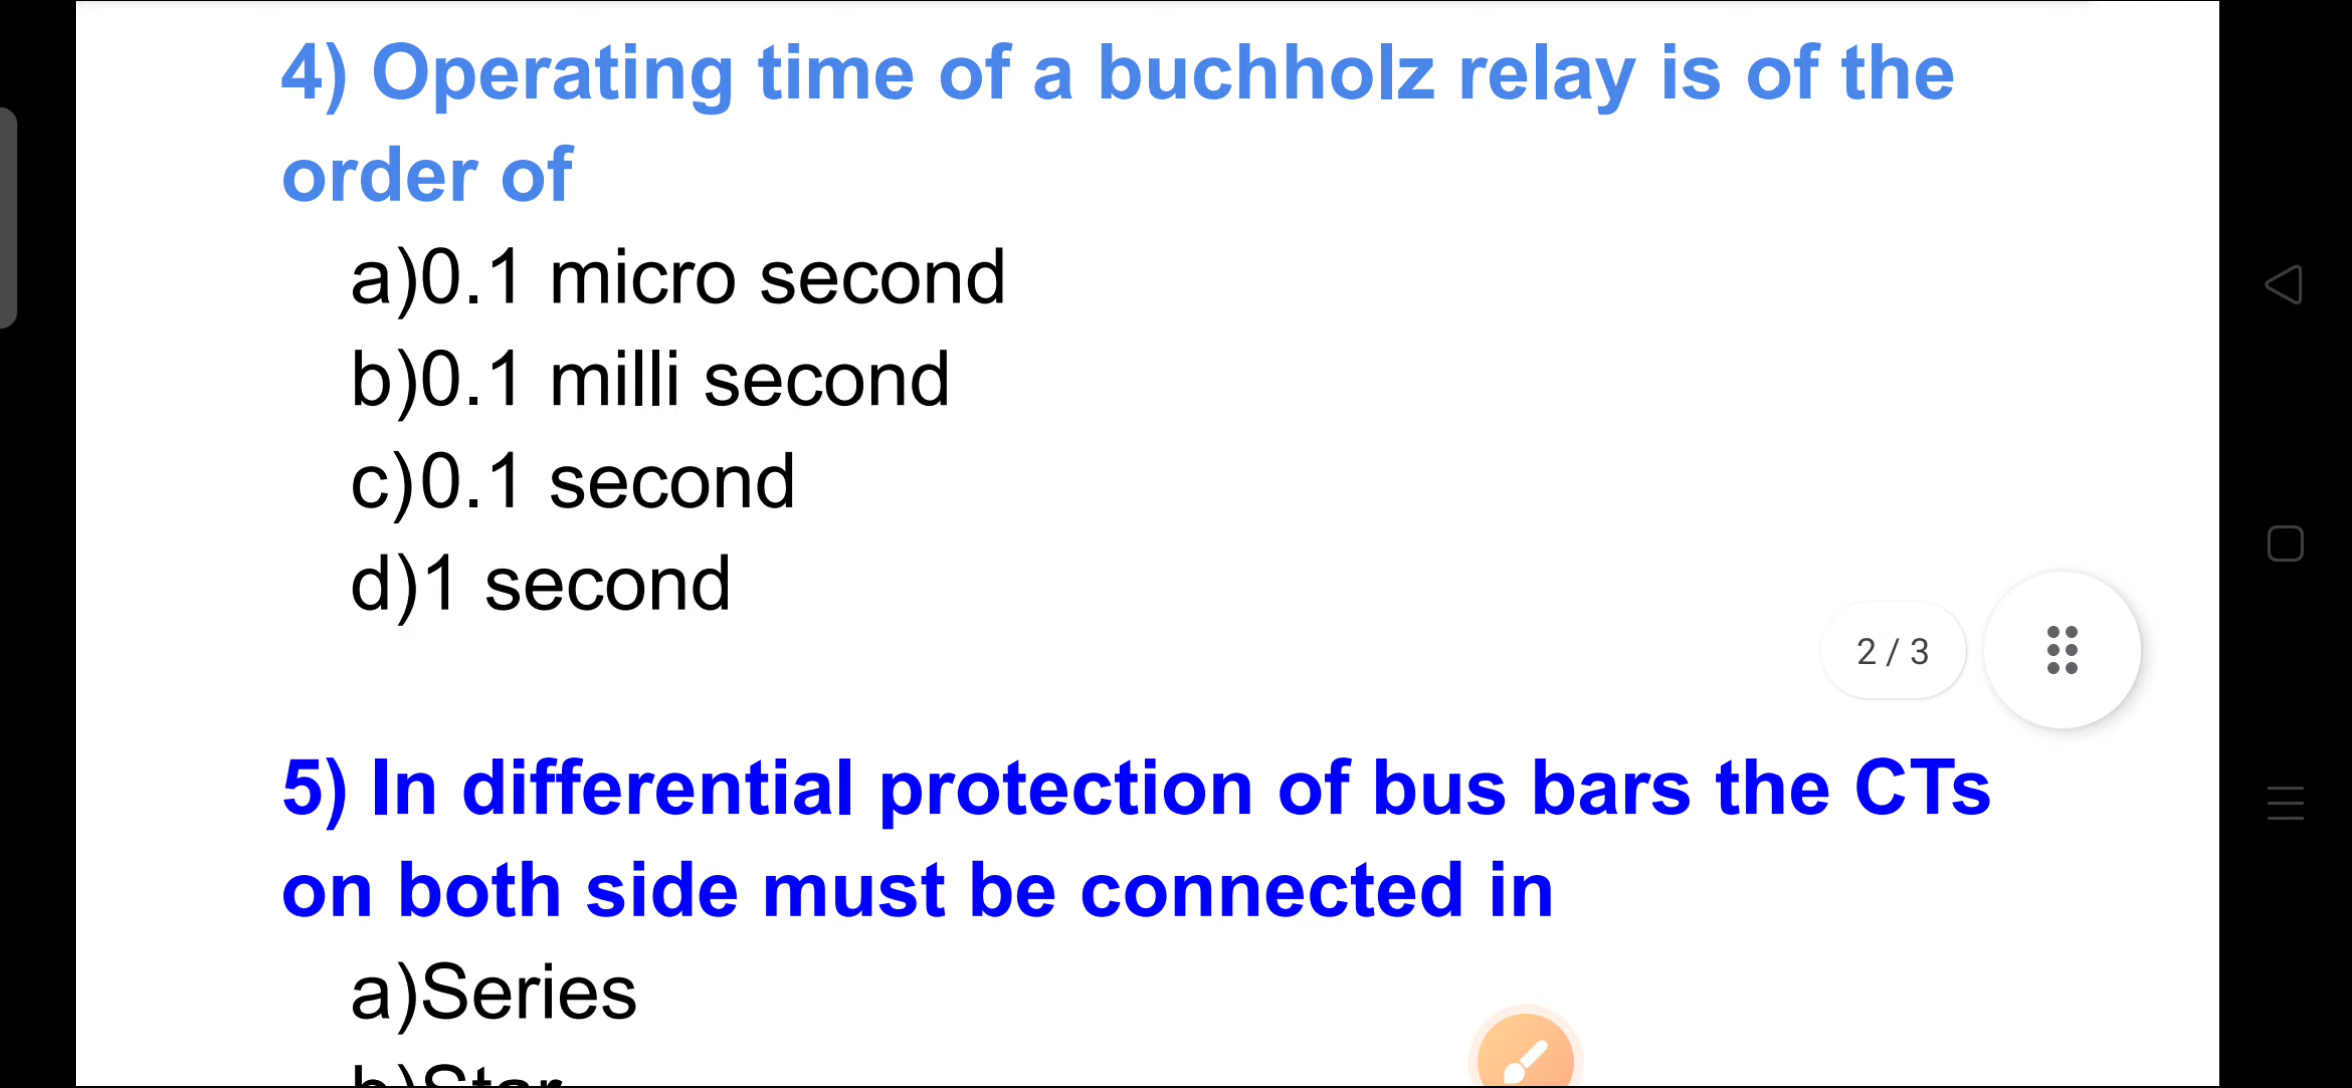 4) Operating time of a buchholz relay is of the
order of
a)0.1 micro second
b)0.1 milli second
c)0.1 second
d)1 second
2 / 3
5) In differential protection of bus bars the CTs
on both side must be connected in
a)Series
b)Star